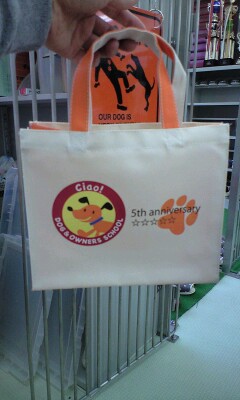 OUR DOG IS
Ciao!
DOG & OWNERS SCHOOL
5th anniversary
☆☆☆☆☆